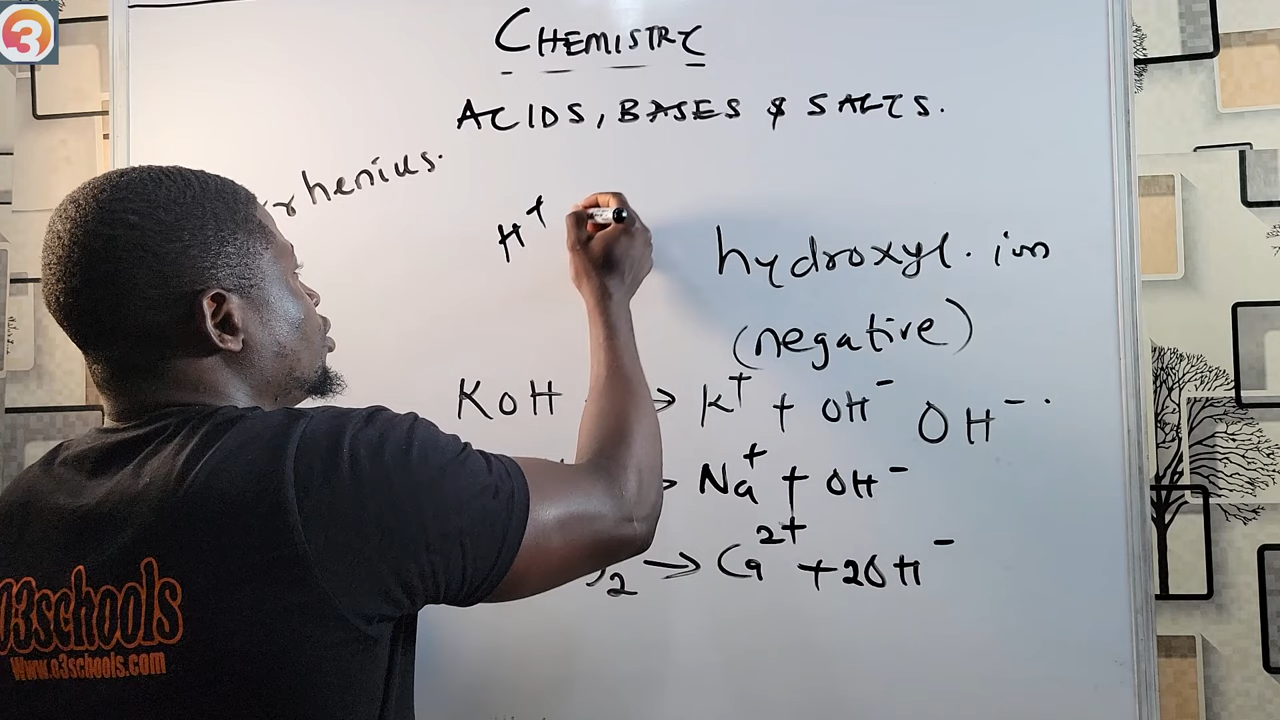 3
CHEMISTRY
ACIDS, BASES & SALTS.
rhenius.
H+
hydroxyl. ion
(negative)
KOH → K⁺ + OH⁻ OH⁻.
→ Na⁺ + OH⁻
)₂ → Ca²⁺ + 2OH⁻
o3schools
www.o3schools.com